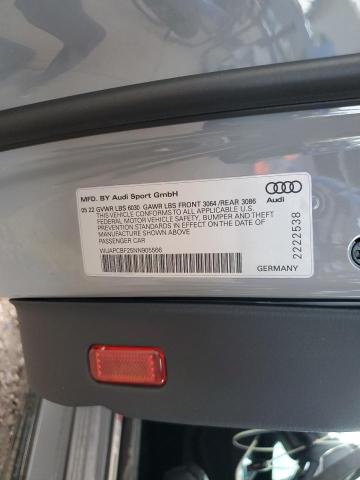 MFD. BY Audi Sport GmbH
05 22 GVWR LBS 6030 GAWR LBS FRONT 3064 /REAR 3086
THIS VEHICLE CONFORMS TO ALL APPLICABLE U.S.
FEDERAL MOTOR VEHICLE SAFETY, BUMPER AND THEFT
PREVENTION STANDARDS IN EFFECT ON THE DATE OF
MANUFACTURE SHOWN ABOVE
PASSENGER CAR
WUAPCBF25NN905566
Audi
2222538
GERMANY